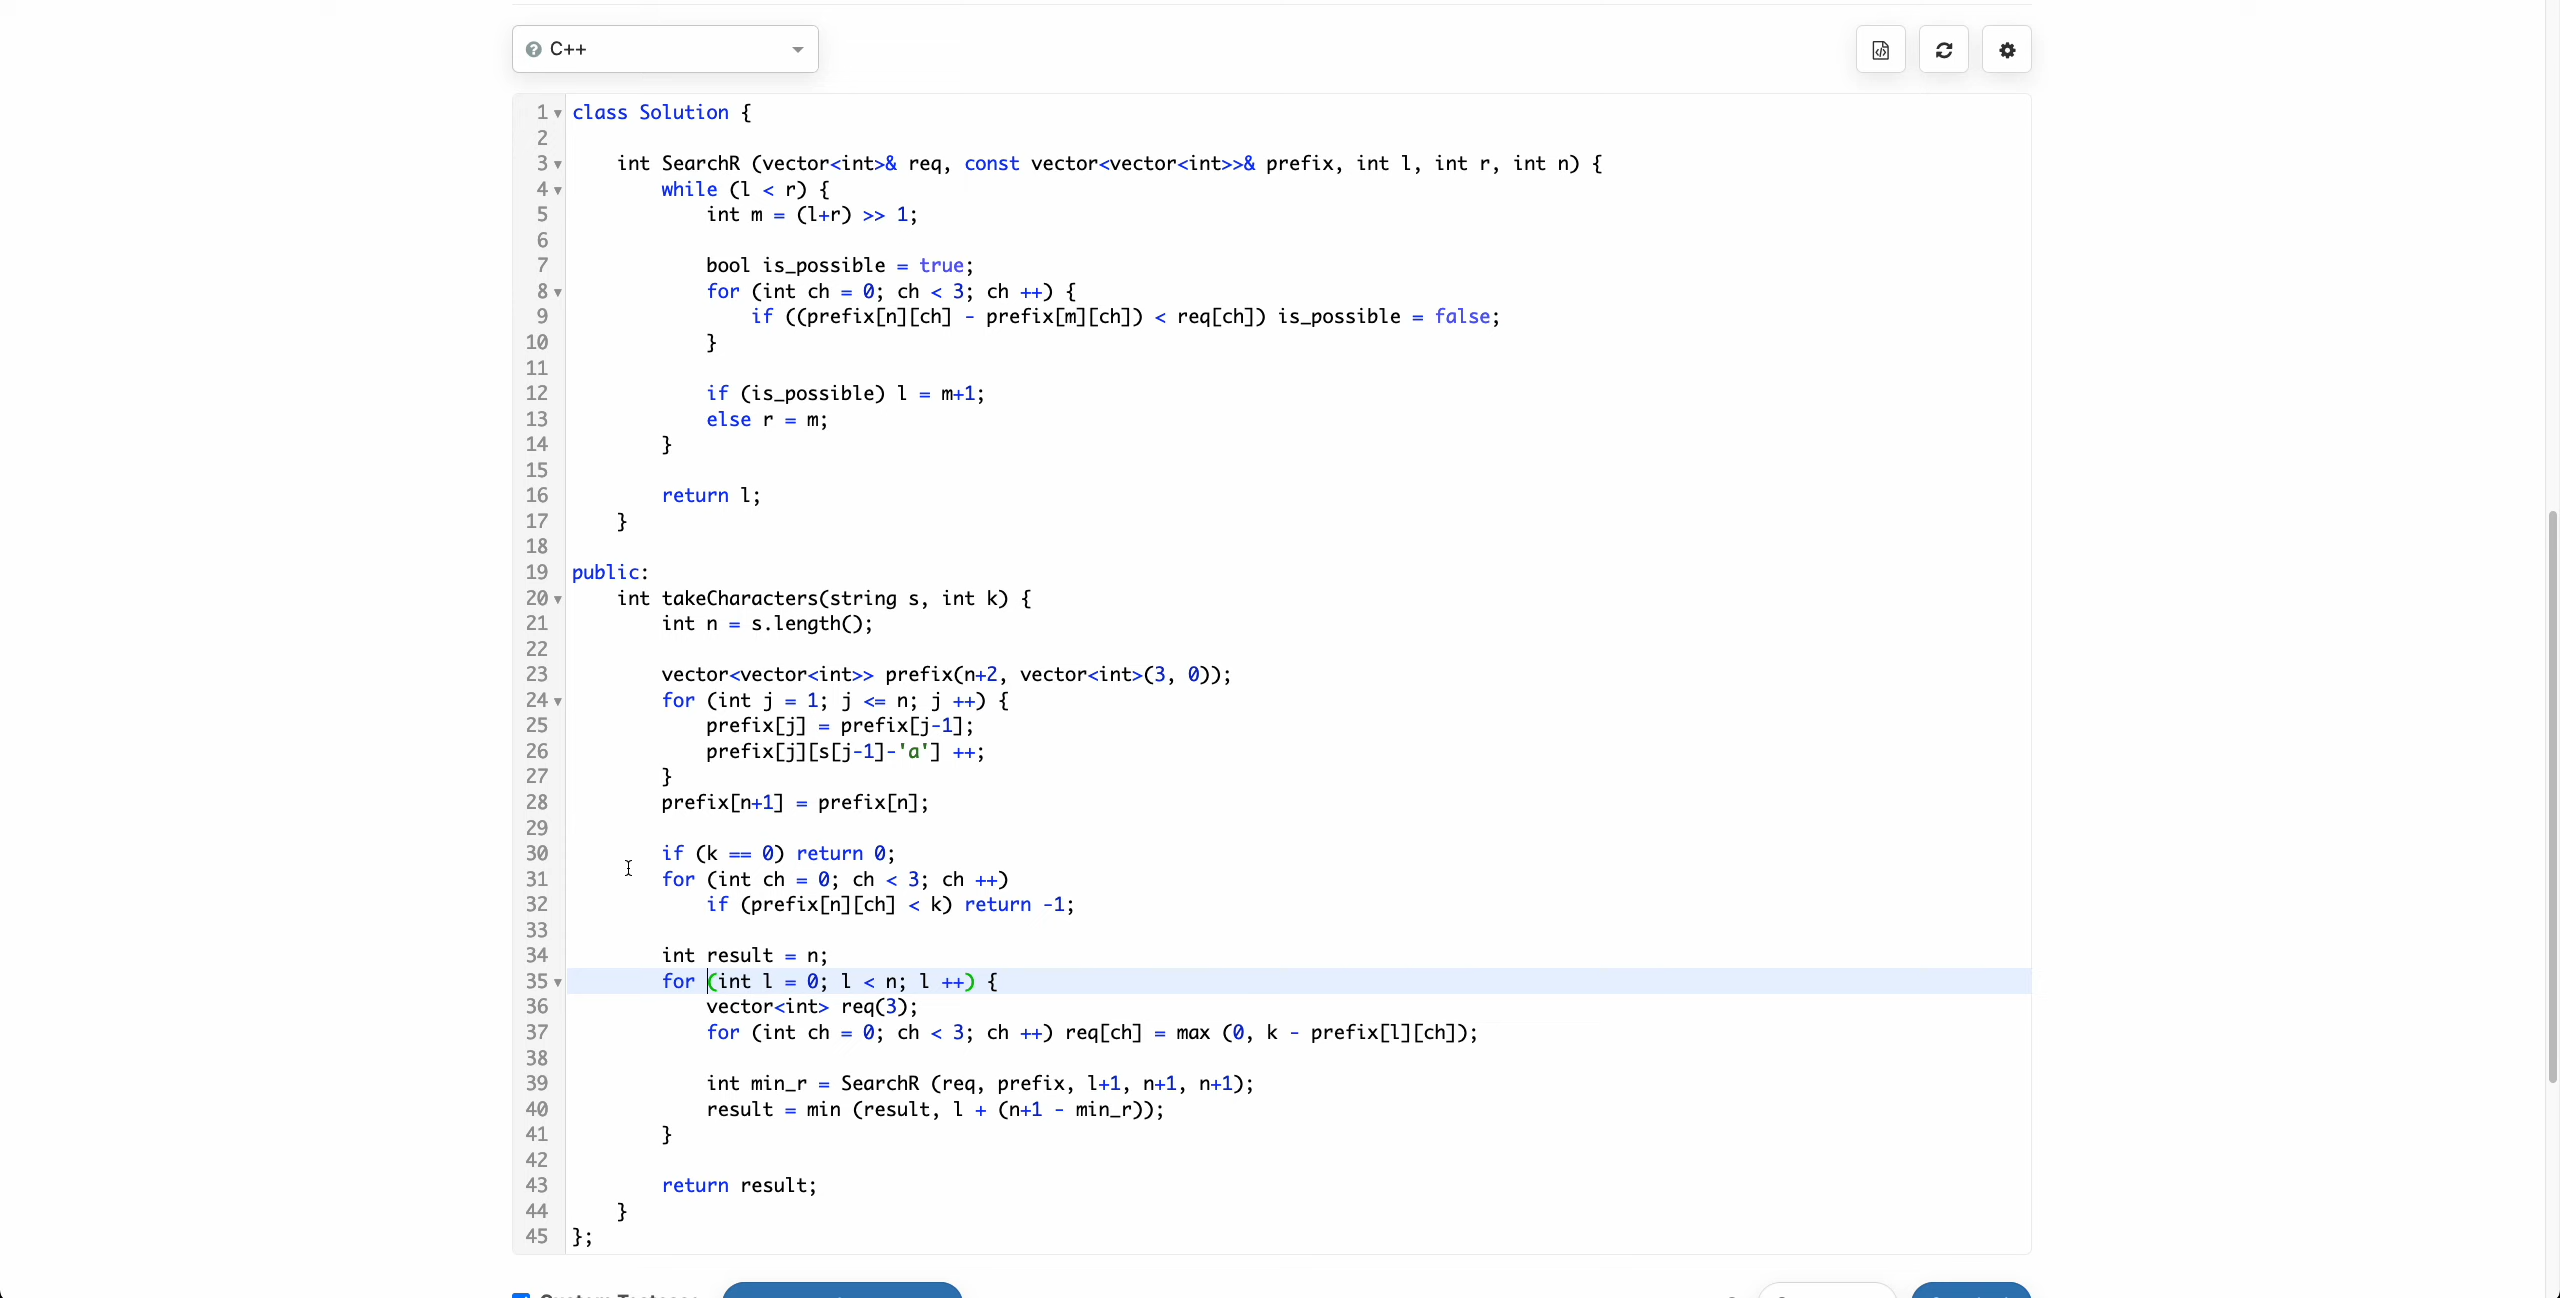 C++
1 class Solution {
2
3     int SearchR (vector<int>& req, const vector<vector<int>>& prefix, int l, int r, int n) {
4         while (l < r) {
5             int m = (l+r) >> 1;
6
7             bool is_possible = true;
8             for (int ch = 0; ch < 3; ch ++) {
9                 if ((prefix[n][ch] - prefix[m][ch]) < req[ch]) is_possible = false;
10             }
11
12             if (is_possible) l = m+1;
13             else r = m;
14         }
15
16         return l;
17     }
18
19 public:
20     int takeCharacters(string s, int k) {
21         int n = s.length();
22
23         vector<vector<int>> prefix(n+2, vector<int>(3, 0));
24         for (int j = 1; j <= n; j ++) {
25             prefix[j] = prefix[j-1];
26             prefix[j][s[j-1]-'a'] ++;
27         }
28         prefix[n+1] = prefix[n];
29
30         if (k == 0) return 0;
31         for (int ch = 0; ch < 3; ch ++)
32             if (prefix[n][ch] < k) return -1;
33
34         int result = n;
35         for (int l = 0; l < n; l ++) {
36             vector<int> req(3);
37             for (int ch = 0; ch < 3; ch ++) req[ch] = max (0, k - prefix[l][ch]);
38
39             int min_r = SearchR (req, prefix, l+1, n+1, n+1);
40             result = min (result, l + (n+1 - min_r));
41         }
42
43         return result;
44     }
45 };